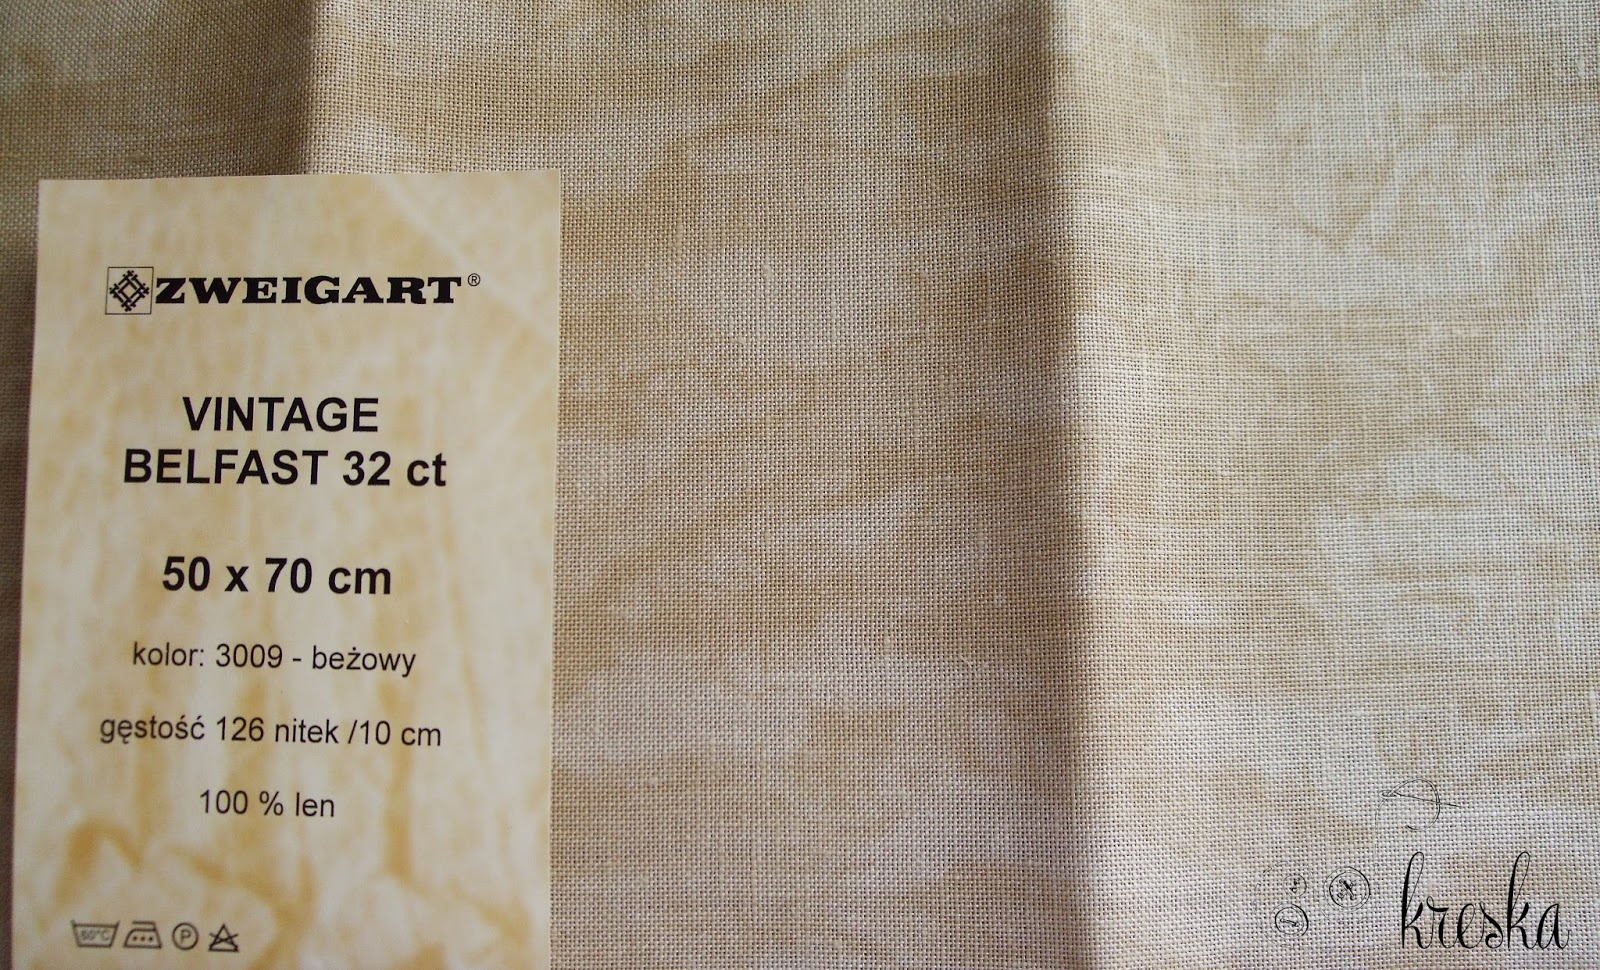 ZWEIGART®
VINTAGE
BELFAST 32 ct
50 x 70 cm
kolor: 3009 - beżowy
gęstość 126 nitek /10 cm
100 % len
60°C P
kreska